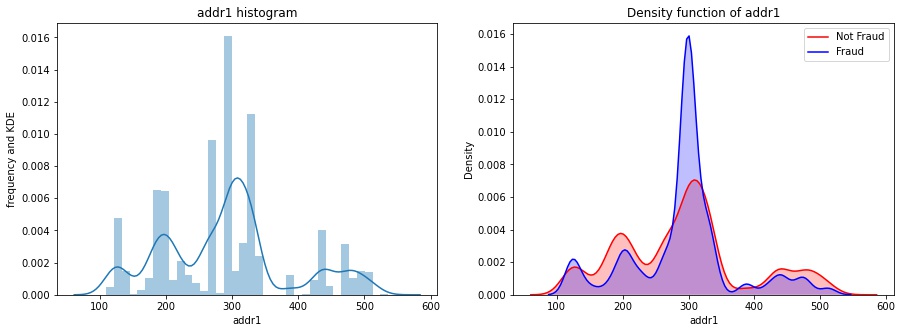 addr1 histogram
frequency and KDE
0.016
0.014
0.012
0.010
0.008
0.006
0.004
0.002
0.000
100 200 300 400 500 600
addr1
Density function of addr1
Not Fraud
Fraud
Density
0.016
0.014
0.012
0.010
0.008
0.006
0.004
0.002
0.000
100 200 300 400 500 600
addr1